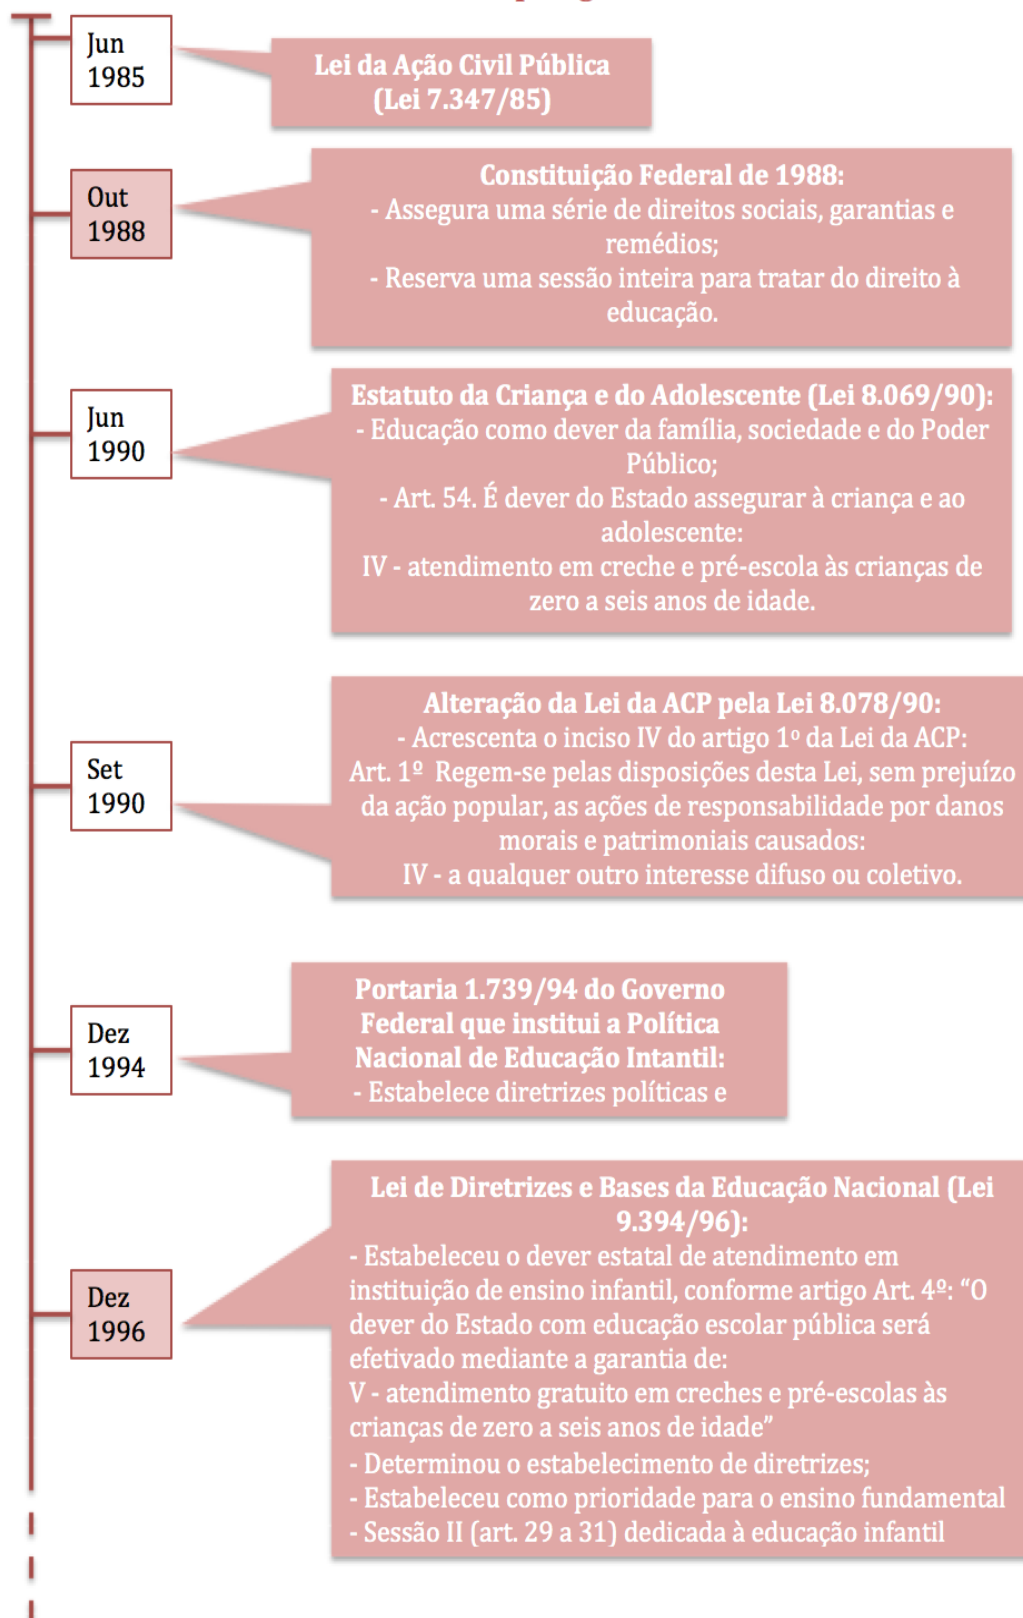 Jun
1985
Lei da Ação Civil Pública
(Lei 7.347/85)
Out
1988
Constituição Federal de 1988:
- Assegura uma série de direitos sociais, garantias e
remédios;
- Reserva uma sessão inteira para tratar do direito à
educação.
Jun
1990
Estatuto da Criança e do Adolescente (Lei 8.069/90):
- Educação como dever da família, sociedade e do Poder
Público;
- Art. 54. É dever do Estado assegurar à criança e ao
adolescente:
IV - atendimento em creche e pré-escola às crianças de
zero a seis anos de idade.
Set
1990
Alteração da Lei da ACP pela Lei 8.078/90:
- Acrescenta o inciso IV do artigo 1º da Lei da ACP:
Art. 1º  Regem-se pelas disposições desta Lei, sem prejuízo
da ação popular, as ações de responsabilidade por danos
morais e patrimoniais causados:
IV - a qualquer outro interesse difuso ou coletivo.
Dez
1994
Portaria 1.739/94 do Governo
Federal que institui a Política
Nacional de Educação Intantil:
- Estabelece diretrizes políticas e
Dez
1996
Lei de Diretrizes e Bases da Educação Nacional (Lei
9.394/96):
- Estabeleceu o dever estatal de atendimento em
instituição de ensino infantil, conforme artigo Art. 4º: “O
dever do Estado com educação escolar pública será
efetivado mediante a garantia de:
V - atendimento gratuito em creches e pré-escolas às
crianças de zero a seis anos de idade”
- Determinou o estabelecimento de diretrizes;
- Estabeleceu como prioridade para o ensino fundamental
- Sessão II (art. 29 a 31) dedicada à educação infantil